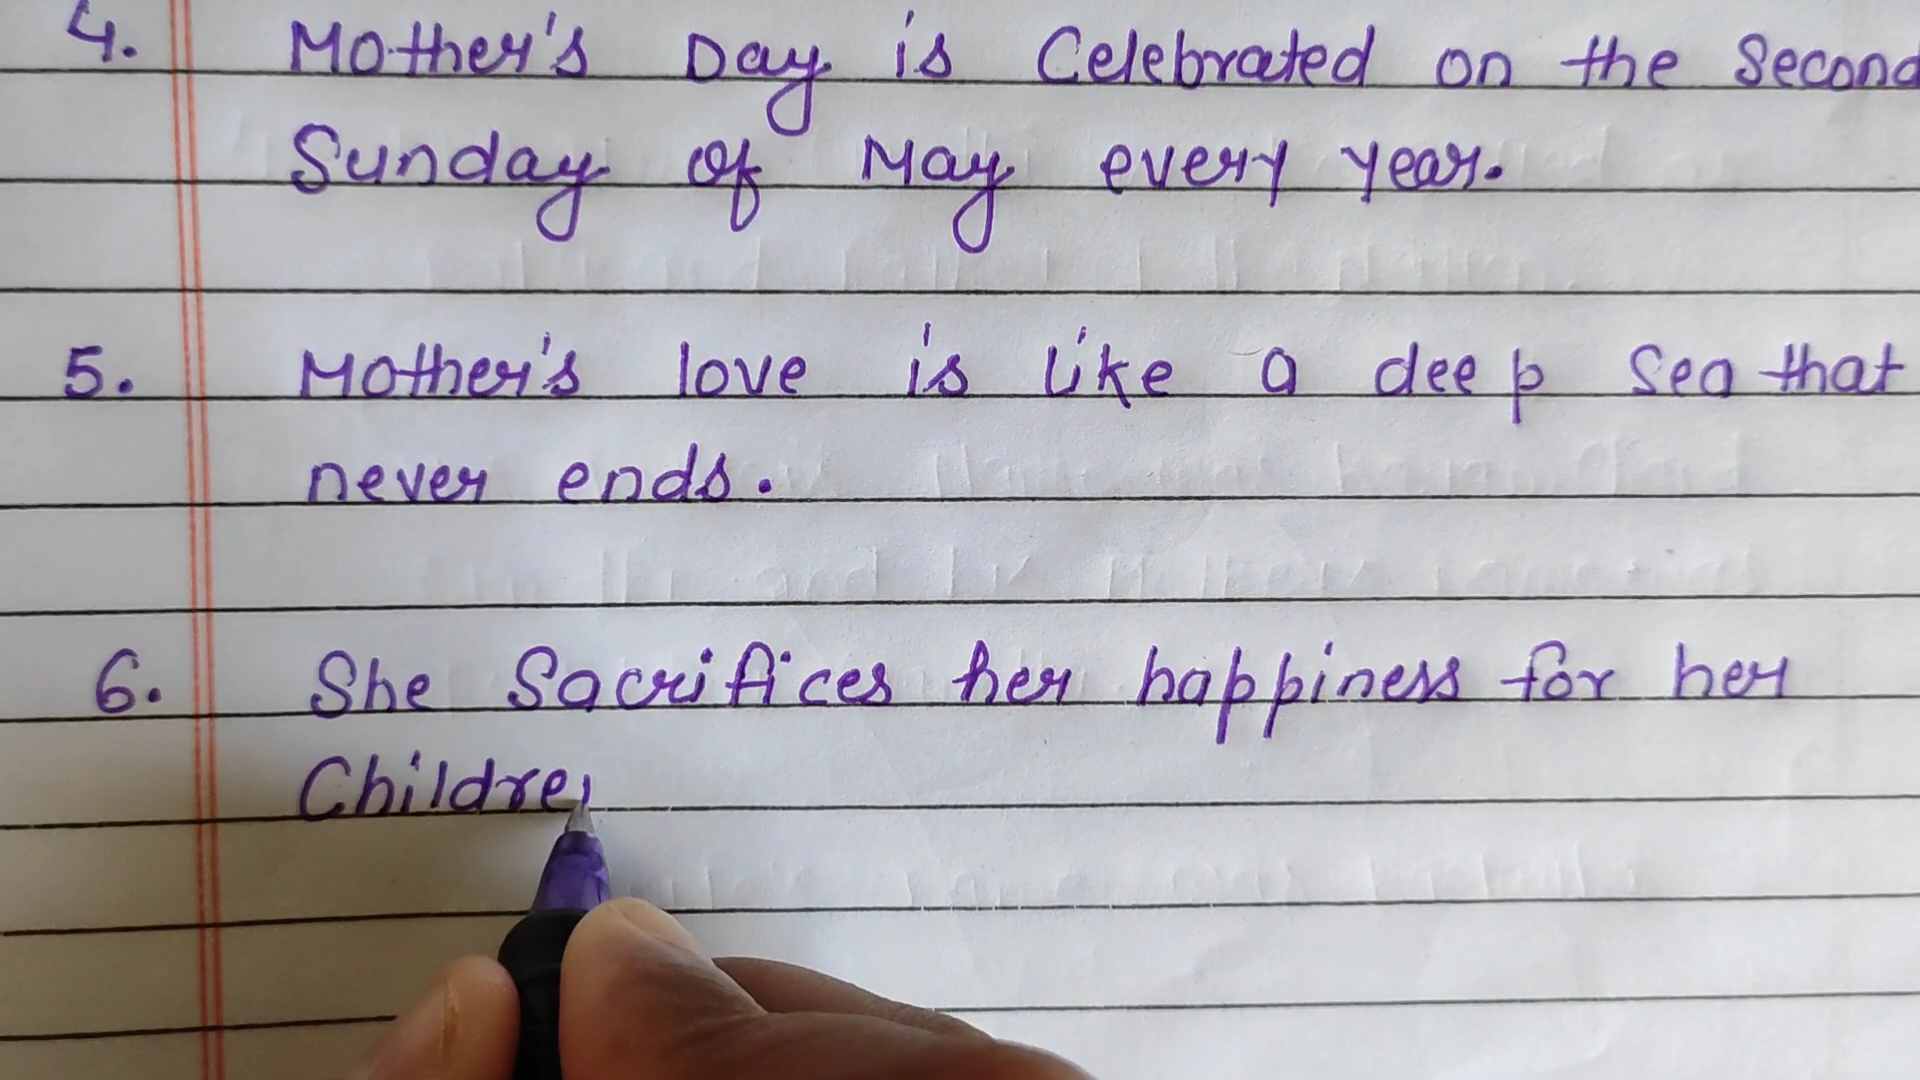 4. Mother's Day is Celebrated on the Second
Sunday of May every year.
5. Mother's love is like a deep Sea that
never ends.
6. She Sacrifices her happiness for her
Childre